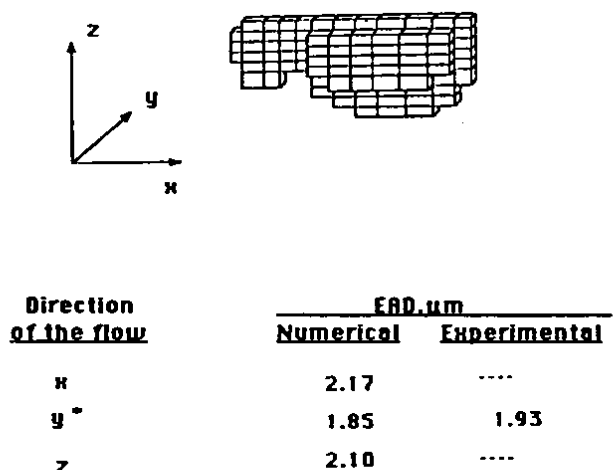 z
y
x
Direction EAD.µm
of the flow Numerical Experimental
x 2.17 ----
y * 1.85 1.93
z 2.10 ----